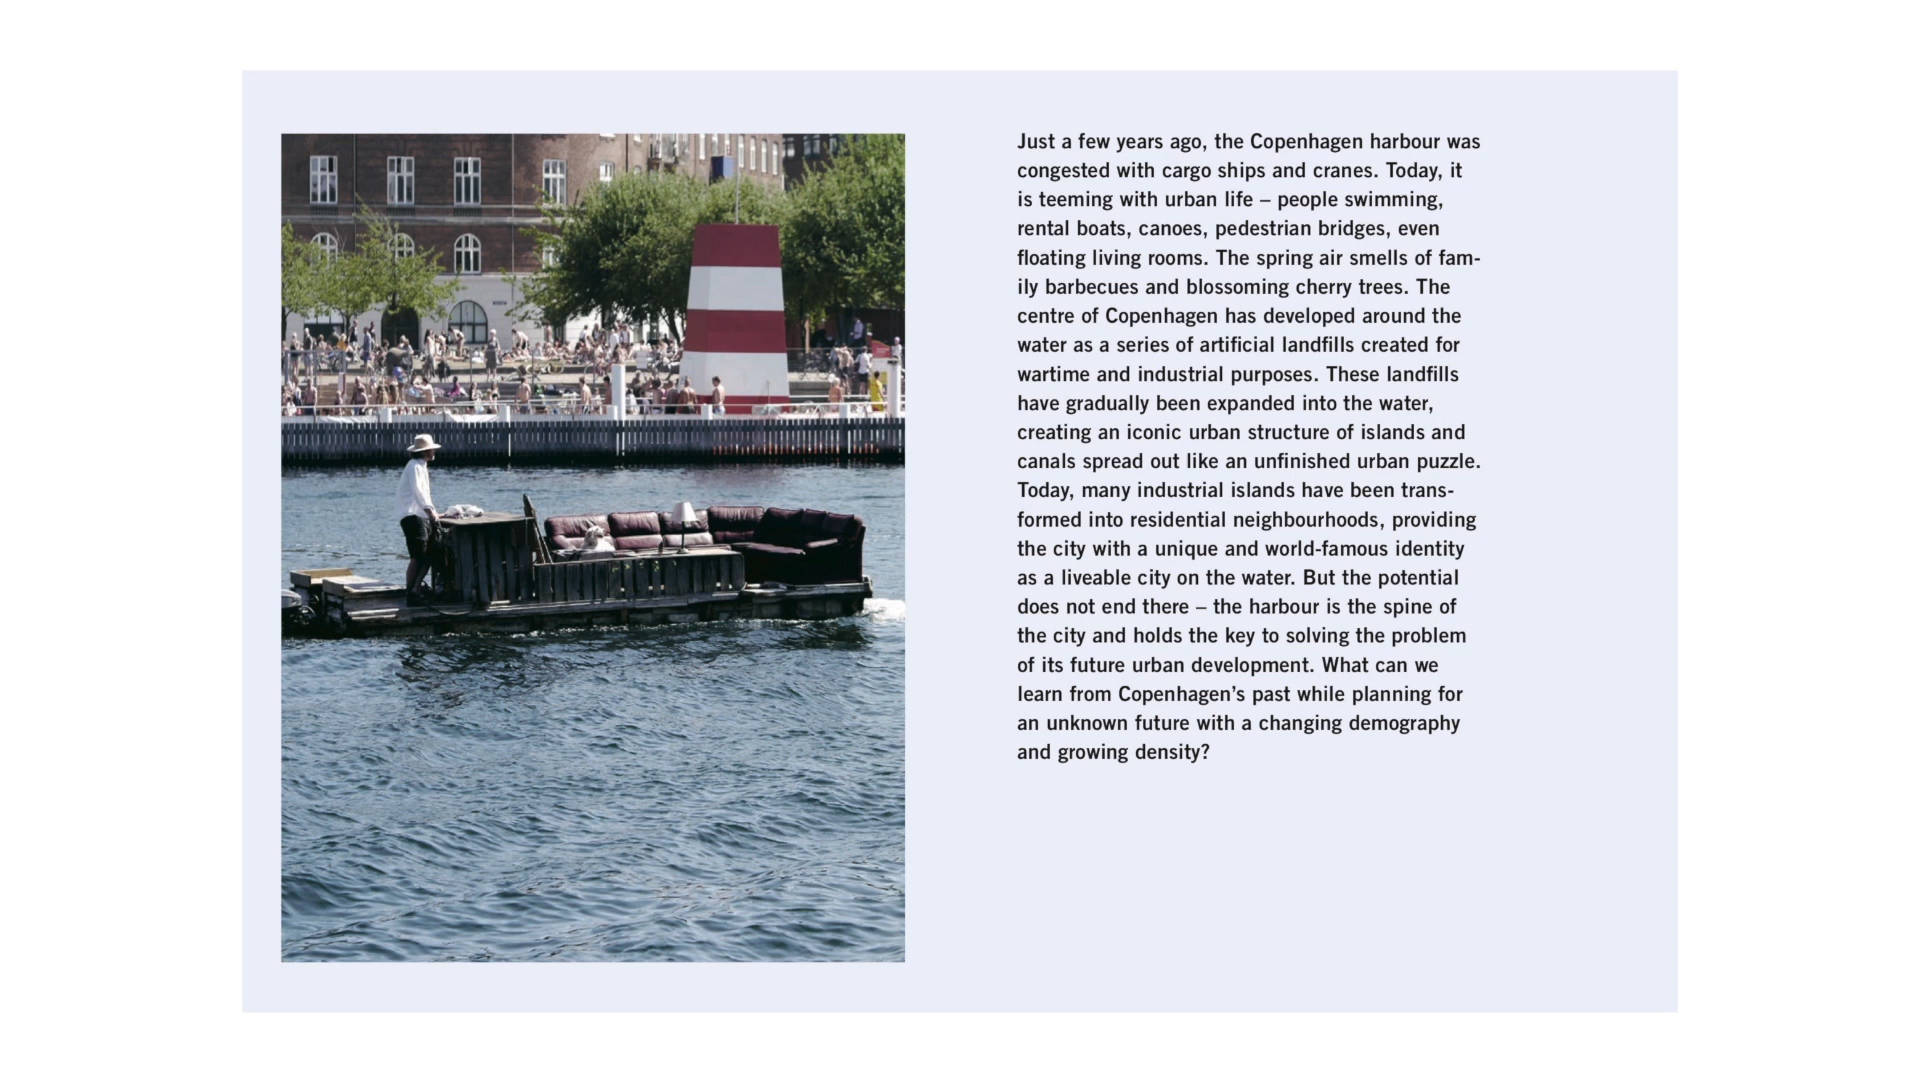 Just a few years ago, the Copenhagen harbour was
congested with cargo ships and cranes. Today, it
is teeming with urban life – people swimming,
rental boats, canoes, pedestrian bridges, even
floating living rooms. The spring air smells of fam-
ily barbecues and blossoming cherry trees. The
centre of Copenhagen has developed around the
water as a series of artificial landfills created for
wartime and industrial purposes. These landfills
have gradually been expanded into the water,
creating an iconic urban structure of islands and
canals spread out like an unfinished urban puzzle.
Today, many industrial islands have been trans-
formed into residential neighbourhoods, providing
the city with a unique and world-famous identity
as a liveable city on the water. But the potential
does not end there – the harbour is the spine of
the city and holds the key to solving the problem
of its future urban development. What can we
learn from Copenhagen’s past while planning for
an unknown future with a changing demography
and growing density?